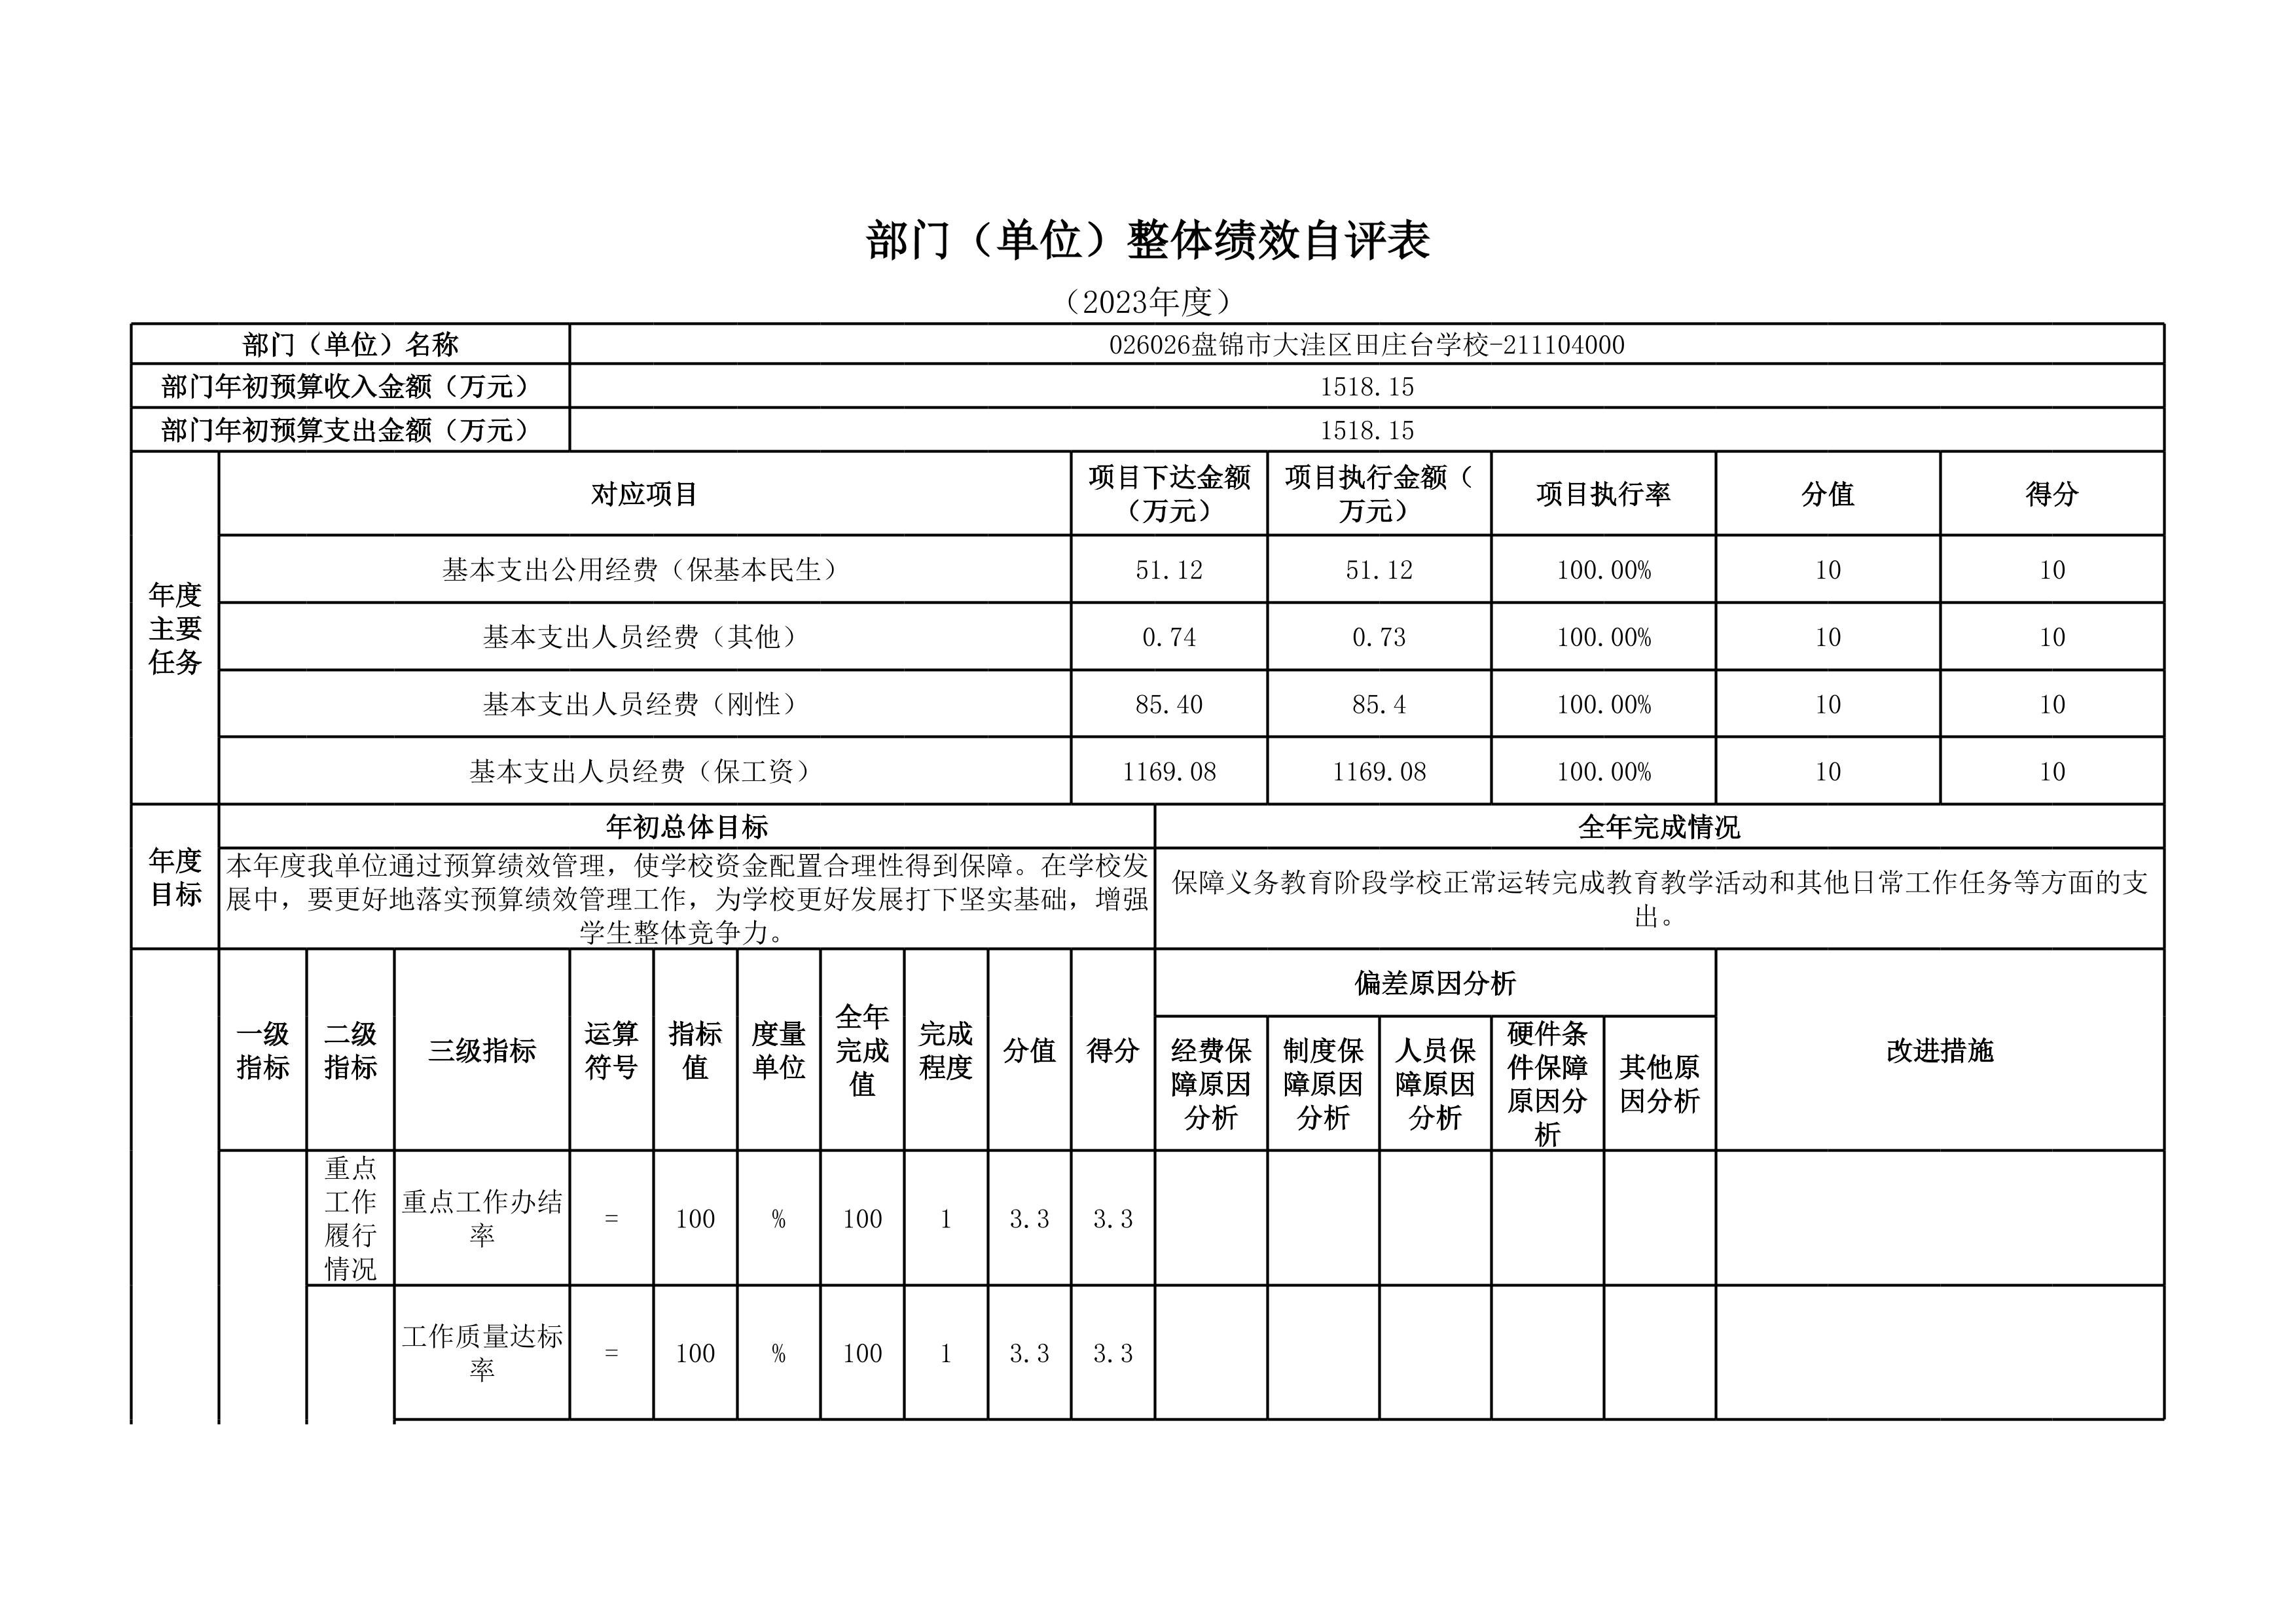 部门（单位）整体绩效自评表
（2023年度）
部门（单位）名称
026026盘锦市大洼区田庄台学校-211104000
部门年初预算收入金额（万元）
1518.15
部门年初预算支出金额（万元）
1518.15
年度
主要
任务
对应项目
项目下达金额
（万元）
项目执行金额（
万元）
项目执行率
分值
得分
基本支出公用经费（保基本民生）
51.12
51.12
100.00%
10
10
基本支出人员经费（其他）
0.74
0.73
100.00%
10
10
基本支出人员经费（刚性）
85.40
85.4
100.00%
10
10
基本支出人员经费（保工资）
1169.08
1169.08
100.00%
10
10
年度
目标
年初总体目标
全年完成情况
本年度我单位通过预算绩效管理，使学校资金配置合理性得到保障。在学校发
展中，要更好地落实预算绩效管理工作，为学校更好发展打下坚实基础，增强
学生整体竞争力。
保障义务教育阶段学校正常运转完成教育教学活动和其他日常工作任务等方面的支
出。
一级
指标
二级
指标
三级指标
运算
符号
指标
值
度量
单位
全年
完成
值
完成
程度
分值
得分
偏差原因分析
经费保
障原因
分析
制度保
障原因
分析
人员保
障原因
分析
硬件条
件保障
原因分
析
其他原
因分析
改进措施
重点
工作
履行
情况
重点工作办结
率
=
100
%
100
1
3.3
3.3
工作质量达标
率
=
100
%
100
1
3.3
3.3